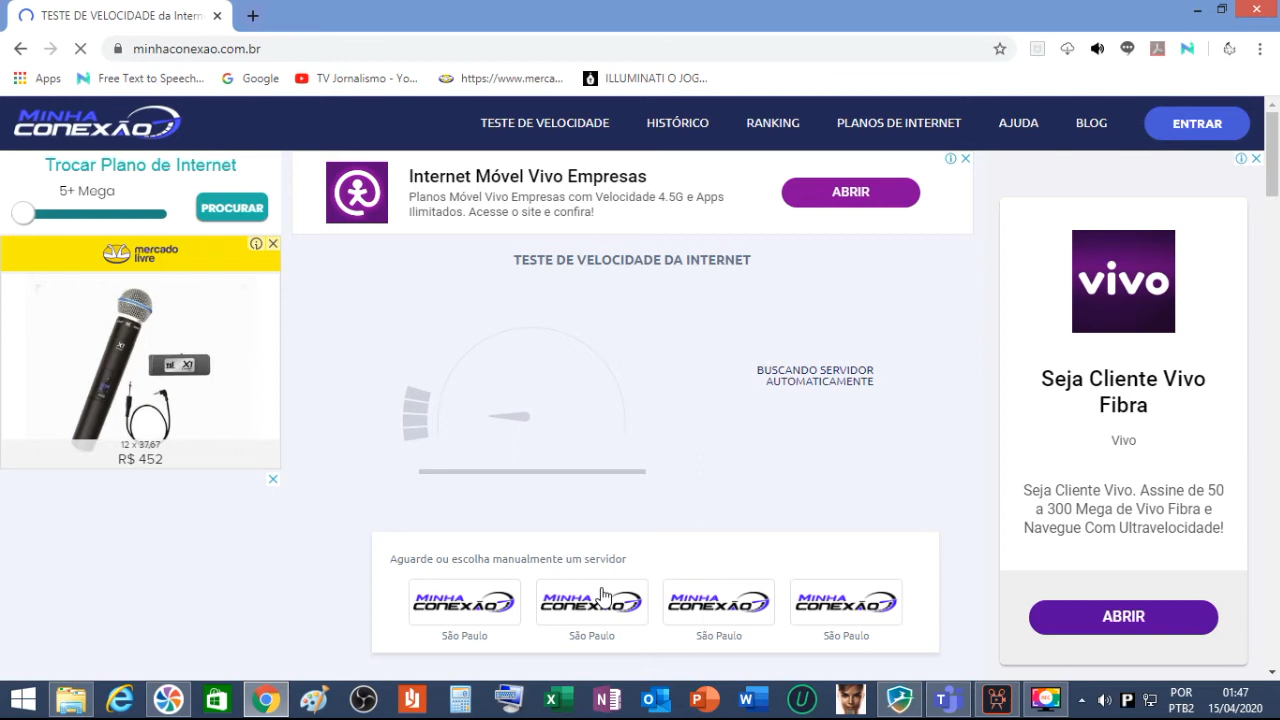 TESTE DE VELOCIDADE da Intern
minhaconexao.com.br
Apps
Free Text to Speech...
Google
TV Jornalismo - Yo...
https://www.merca...
ILLUMINATI O JOG...
MINHA CONEXÃO
TESTE DE VELOCIDADE
HISTÓRICO
RANKING
PLANOS DE INTERNET
AJUDA
BLOG
ENTRAR
Trocar Plano de Internet
5+ Mega
PROCURAR
Internet Móvel Vivo Empresas
Planos Móvel Vivo Empresas com Velocidade 4.5G e Apps
Ilimitados. Acesse o site e confira!
ABRIR
mercado
livre
12 x 37,67
R$ 452
TESTE DE VELOCIDADE DA INTERNET
BUSCANDO SERVIDOR
AUTOMATICAMENTE
Aguarde ou escolha manualmente um servidor
MINHA CONEXÃO
MINHA CONEXÃO
MINHA CONEXÃO
MINHA CONEXÃO
São Paulo
São Paulo
São Paulo
São Paulo
vivo
Seja Cliente Vivo
Fibra
Vivo
Seja Cliente Vivo. Assine de 50
a 300 Mega de Vivo Fibra e
Navegue Com Ultravelocidade!
ABRIR
POR
PTB2
01:47
15/04/2020